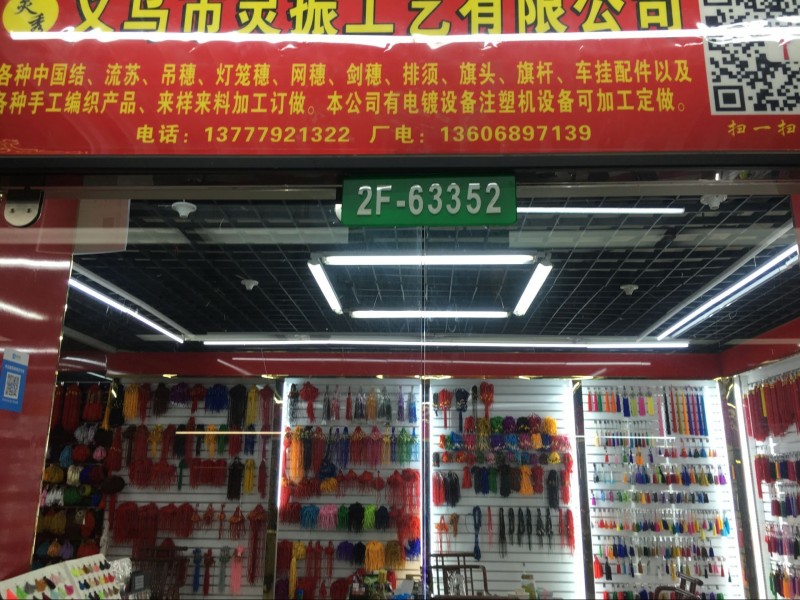 义乌市灵振工艺有限公司
各种中国结、流苏、吊穗、灯笼穗、网穗、剑穗、排须、旗头、旗杆、车挂配件以及
各种手工编织产品、来样来料加工订做。本公司有电镀设备注塑机设备可加工定做。
电话：13777921322 厂电：13606897139
扫一扫
2F-63352